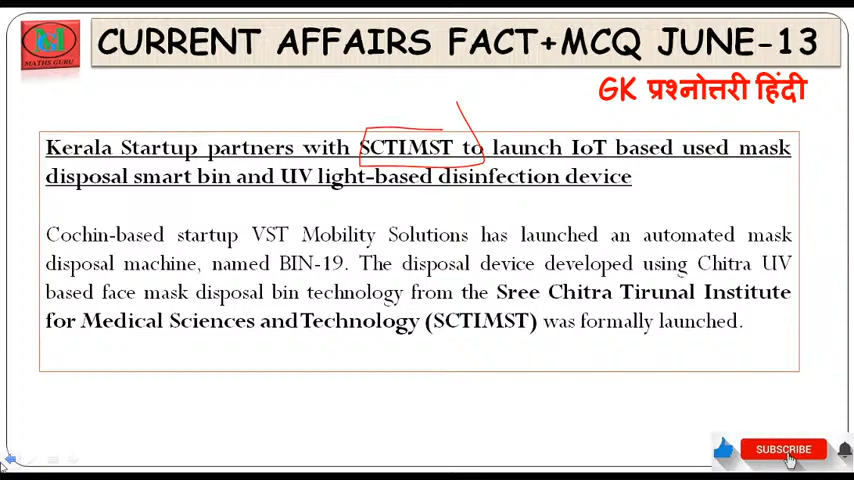 MATHS GURU
CURRENT AFFAIRS FACT+MCQ JUNE-13
GK प्रश्नोत्तरी हिंदी
Kerala Startup partners with SCTIMST to launch IoT based used mask
disposal smart bin and UV light-based disinfection device
Cochin-based startup VST Mobility Solutions has launched an automated mask
disposal machine, named BIN-19. The disposal device developed using Chitra UV
based face mask disposal bin technology from the Sree Chitra Tirunal Institute
for Medical Sciences and Technology (SCTIMST) was formally launched.
SUBSCRIBE